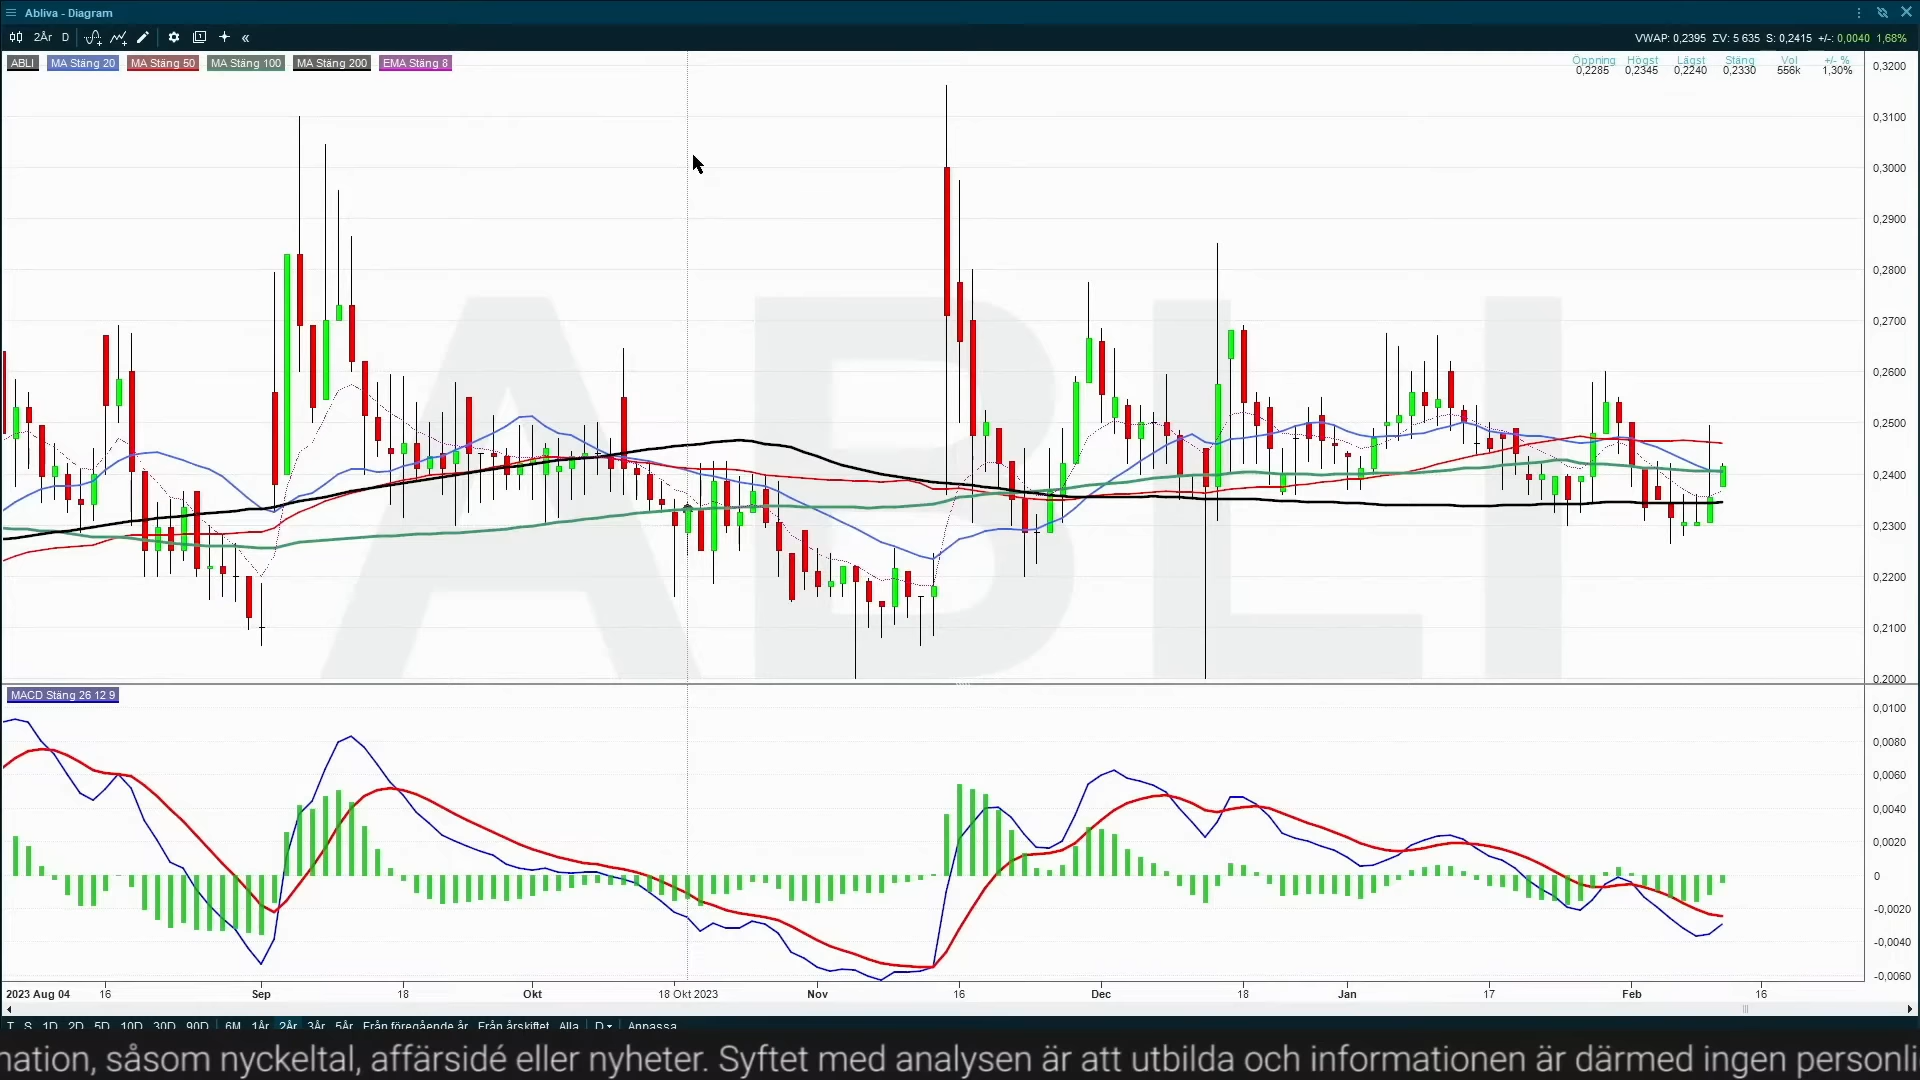 Abliva - Diagram
2År D «
VWAP: 0,2395 ΣV: 5 635 S: 0,2415 +/-: 0,0040 1,68%
ABLI MA Stäng 20 MA Stäng 50 MA Stäng 100 MA Stäng 200 EMA Stäng 8
Öppning Högst Lägst Stäng Vol +/- %
0,2285 0,2345 0,2240 0,2330 556k 1,30%
0,3200
0,3100
0,3000
0,2900
0,2800
0,2700
0,2600
0,2500
0,2400
0,2300
0,2200
0,2100
0,2000
ABLI
MACD Stäng 26 12 9
0,0100
0,0080
0,0060
0,0040
0,0020
0
-0,0020
-0,0040
-0,0060
2023 Aug 04 16 Sep 18 Okt 18 Okt 2023 Nov 16 Dec 18 Jan 17 Feb 16
T S 1D 2D 5D 10D 30D 90D 6M 1År 2År 3År 5År Från föregående år Från årsskiftet Alla D Anpassa
mation, såsom nyckeltal, affärsidé eller nyheter. Syftet med analysen är att utbilda och informationen är därmed ingen personli